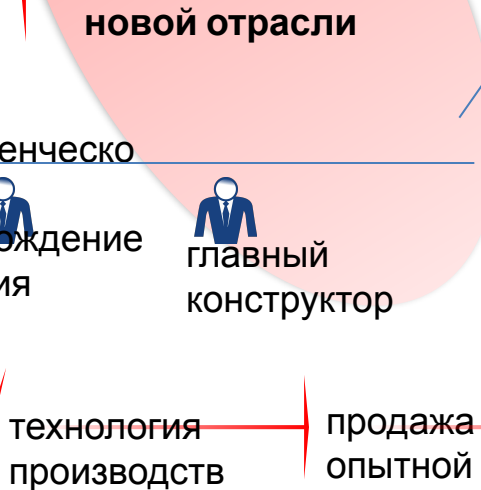 новой отрасли
енческо
ождение
ия
главный
конструктор
технология
производств
продажа
опытной